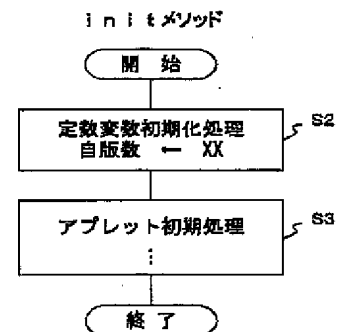 initメソッド
開 始
定数変数初期化処理
自版数 ← XX
S2
アプレット初期処理
⋮
S3
終 了